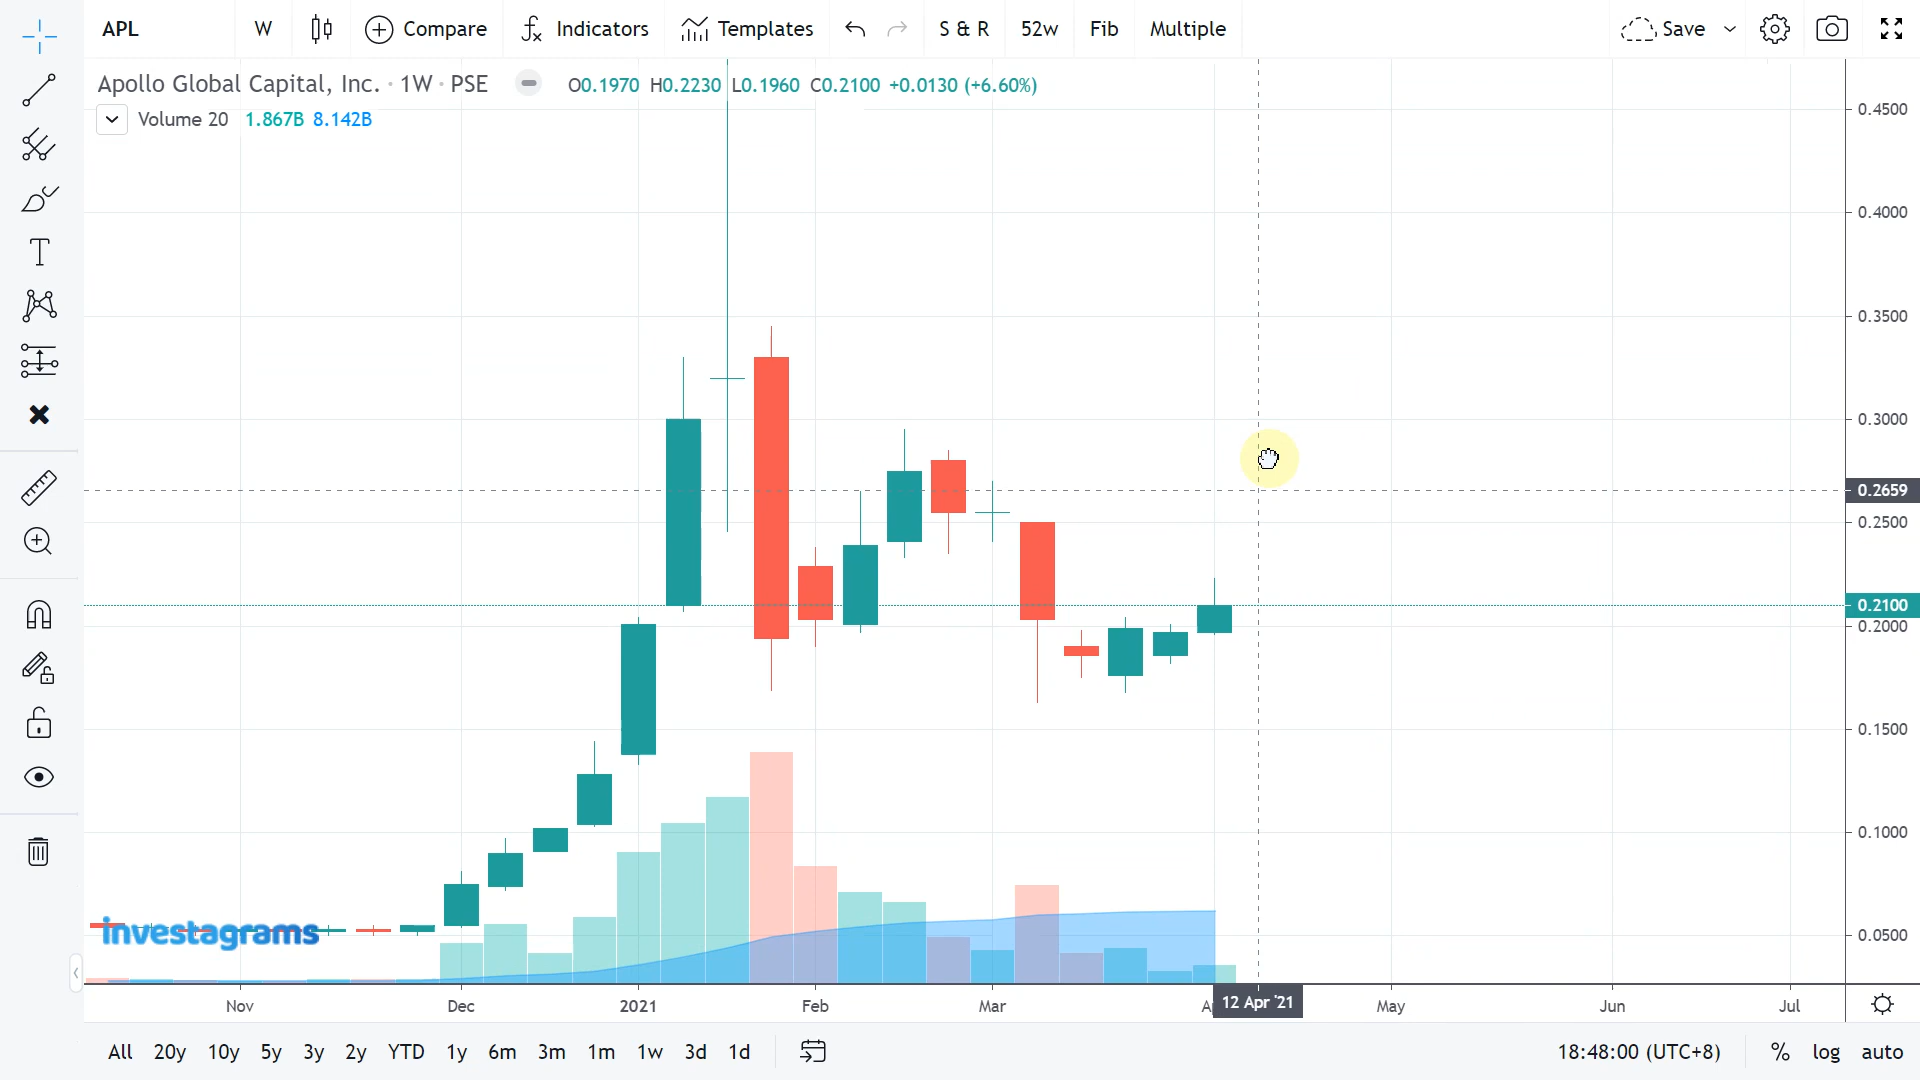 APL W Compare Indicators Templates S & R 52w Fib Multiple Save
Apollo Global Capital, Inc. · 1W · PSE O0.1970 H0.2230 L0.1960 C0.2100 +0.0130 (+6.60%)
Volume 20 1.867B 8.142B
0.4500
0.4000
0.3500
0.3000
0.2659
0.2500
0.2100
0.2000
0.1500
0.1000
0.0500
investagrams
Nov Dec 2021 Feb Mar 12 Apr '21 May Jun Jul
All 20y 10y 5y 3y 2y YTD 1y 6m 3m 1m 1w 3d 1d 18:48:00 (UTC+8) % log auto